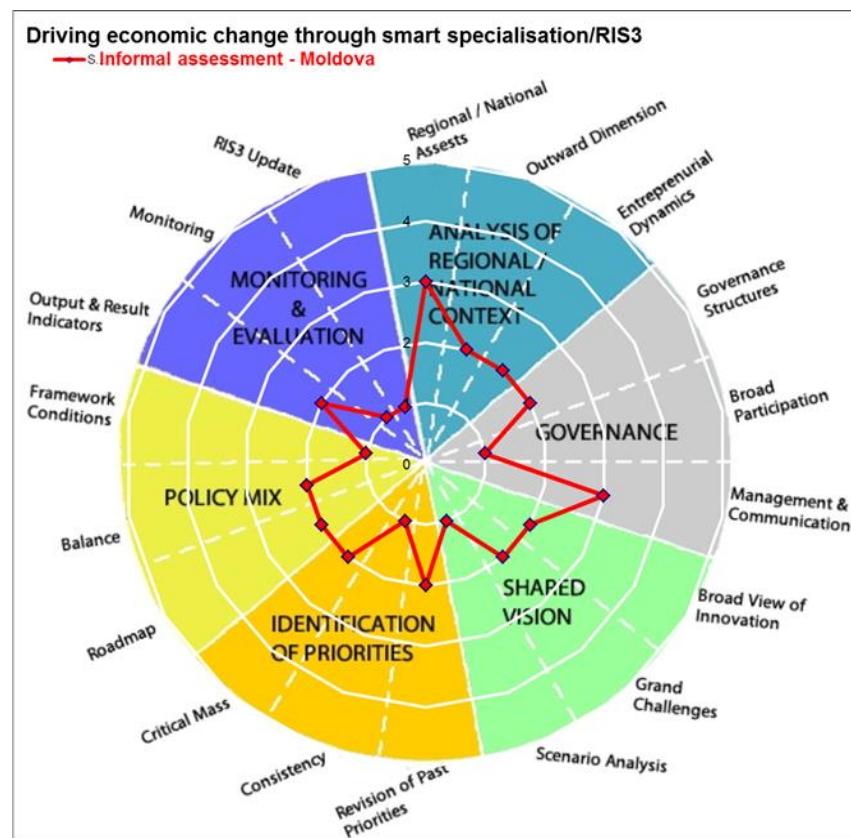 Driving economic change through smart specialisation/RIS3
S.Informal assessment - Moldova
Regional / National
Assests
Outward Dimension
Entreprenurial
Dynamics
Governance
Structures
Broad
Participation
Management &
Communication
Broad View of
Innovation
Grand
Challenges
Scenario Analysis
Revision of Past
Priorities
Consistency
Critical Mass
Roadmap
Balance
Framework
Conditions
Output & Result
Indicators
Monitoring
RIS3 Update
5
4
3
2
0
ANALYSIS OF
REGIONAL /
NATIONAL
CONTEXT
GOVERNANCE
SHARED
VISION
IDENTIFICATION
OF PRIORITIES
POLICY MIX
MONITORING
&
EVALUATION